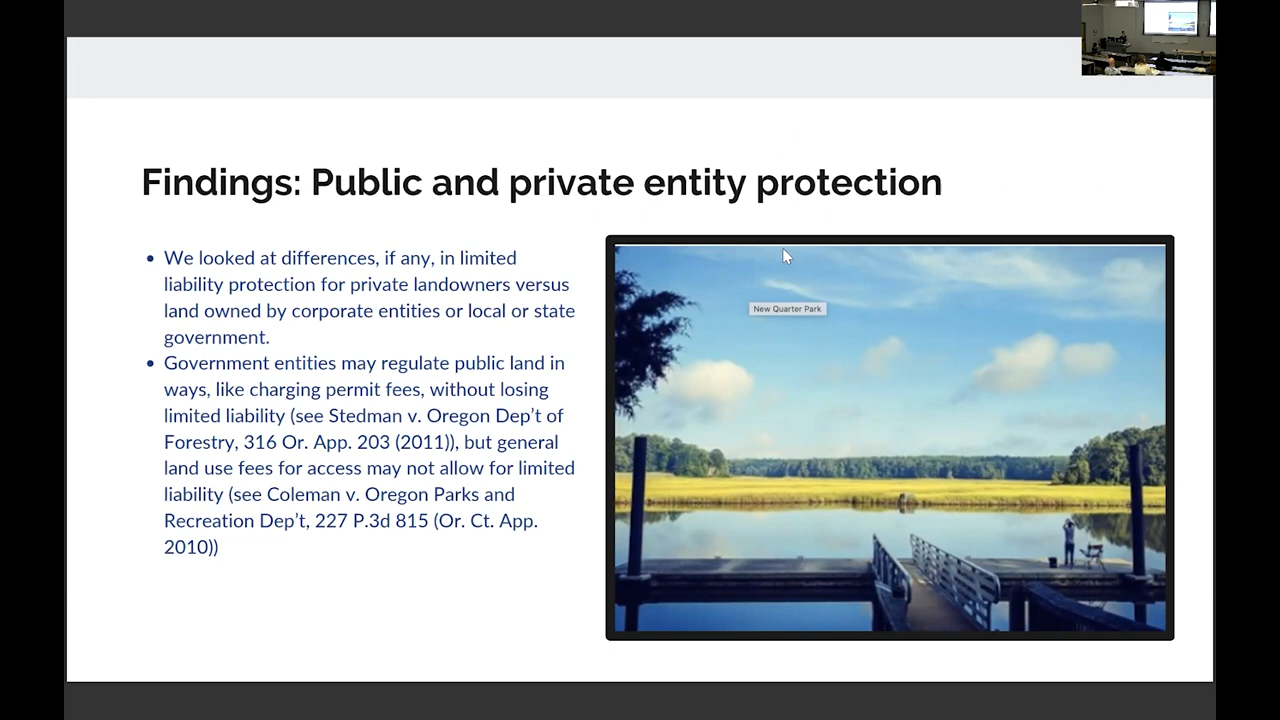 Findings: Public and private entity protection
• We looked at differences, if any, in limited
liability protection for private landowners versus
land owned by corporate entities or local or state
government.
• Government entities may regulate public land in
ways, like charging permit fees, without losing
limited liability (see Stedman v. Oregon Dep’t of
Forestry, 316 Or. App. 203 (2011)), but general
land use fees for access may not allow for limited
liability (see Coleman v. Oregon Parks and
Recreation Dep’t, 227 P.3d 815 (Or. Ct. App.
2010))
New Quarter Park